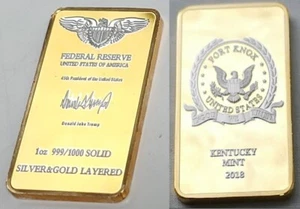 FEDERAL RESERVE
UNITED STATES OF AMERICA
45th President of the United States
Donald John Trump
1oz 999/1000 SOLID
SILVER&GOLD LAYERED
FORT KNOX
UNITED STATES
KENTUCKY
MINT
2018